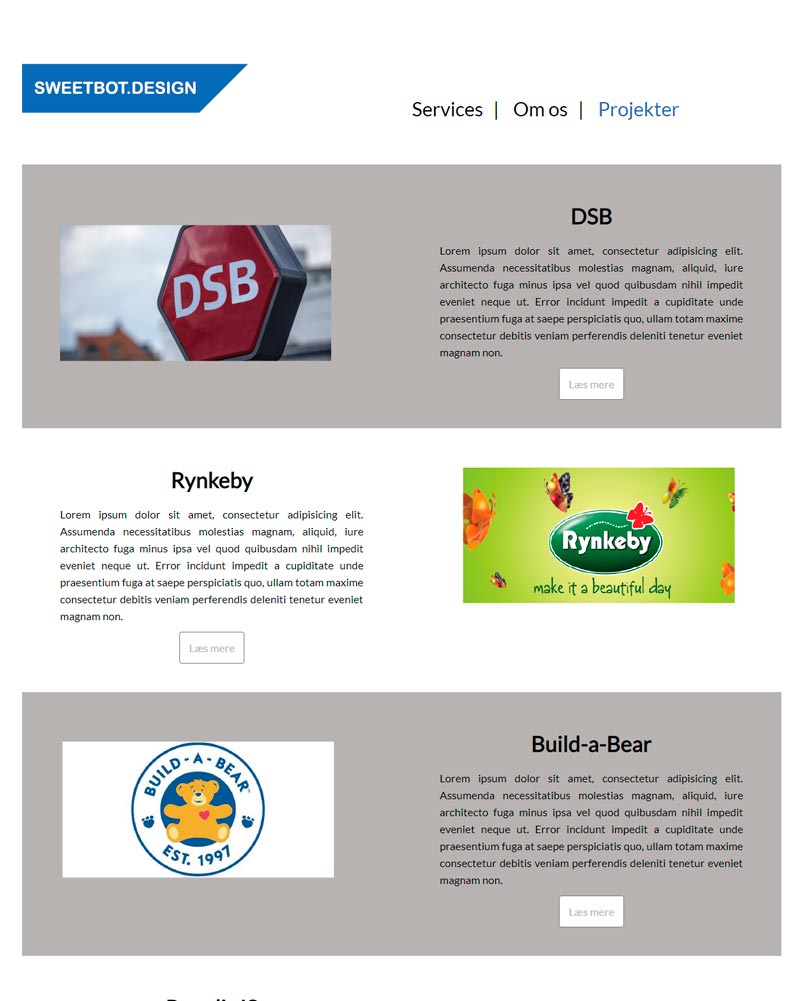 SWEETBOT.DESIGN
Services | Om os | Projekter
DSB
DSB
Lorem ipsum dolor sit amet, consectetur adipisicing elit.
Assumenda necessitatibus molestias magnam, aliquid, iure
architecto fuga minus ipsa vel quod quibusdam nihil impedit
eveniet neque ut. Error incidunt impedit a cupiditate unde
praesentium fuga at saepe perspiciatis quo, ullam totam maxime
consectetur debitis veniam perferendis deleniti tenetur eveniet
magnam non.
Læs mere
Rynkeby
Lorem ipsum dolor sit amet, consectetur adipisicing elit.
Assumenda necessitatibus molestias magnam, aliquid, iure
architecto fuga minus ipsa vel quod quibusdam nihil impedit
eveniet neque ut. Error incidunt impedit a cupiditate unde
praesentium fuga at saepe perspiciatis quo, ullam totam maxime
consectetur debitis veniam perferendis deleniti tenetur eveniet
magnam non.
Læs mere
Rynkeby
make it a beautiful day
BUILD-A-BEAR
EST. 1997
Build-a-Bear
Lorem ipsum dolor sit amet, consectetur adipisicing elit.
Assumenda necessitatibus molestias magnam, aliquid, iure
architecto fuga minus ipsa vel quod quibusdam nihil impedit
eveniet neque ut. Error incidunt impedit a cupiditate unde
praesentium fuga at saepe perspiciatis quo, ullam totam maxime
consectetur debitis veniam perferendis deleniti tenetur eveniet
magnam non.
Læs mere